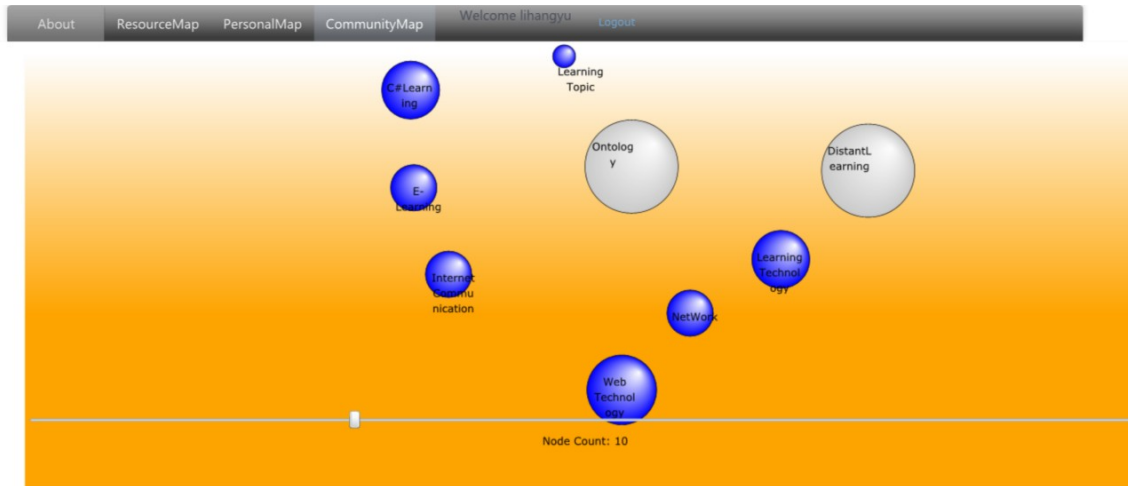 About ResourceMap PersonalMap CommunityMap Welcome lihangyu Logout
Learning
Topic
C#Learn
ing
Ontolog
y
DistantL
earning
E-
Learning
Learning
Technol
ogy
Internet
Commu
nication
NetWork
Web
Technol
ogy
Node Count: 10